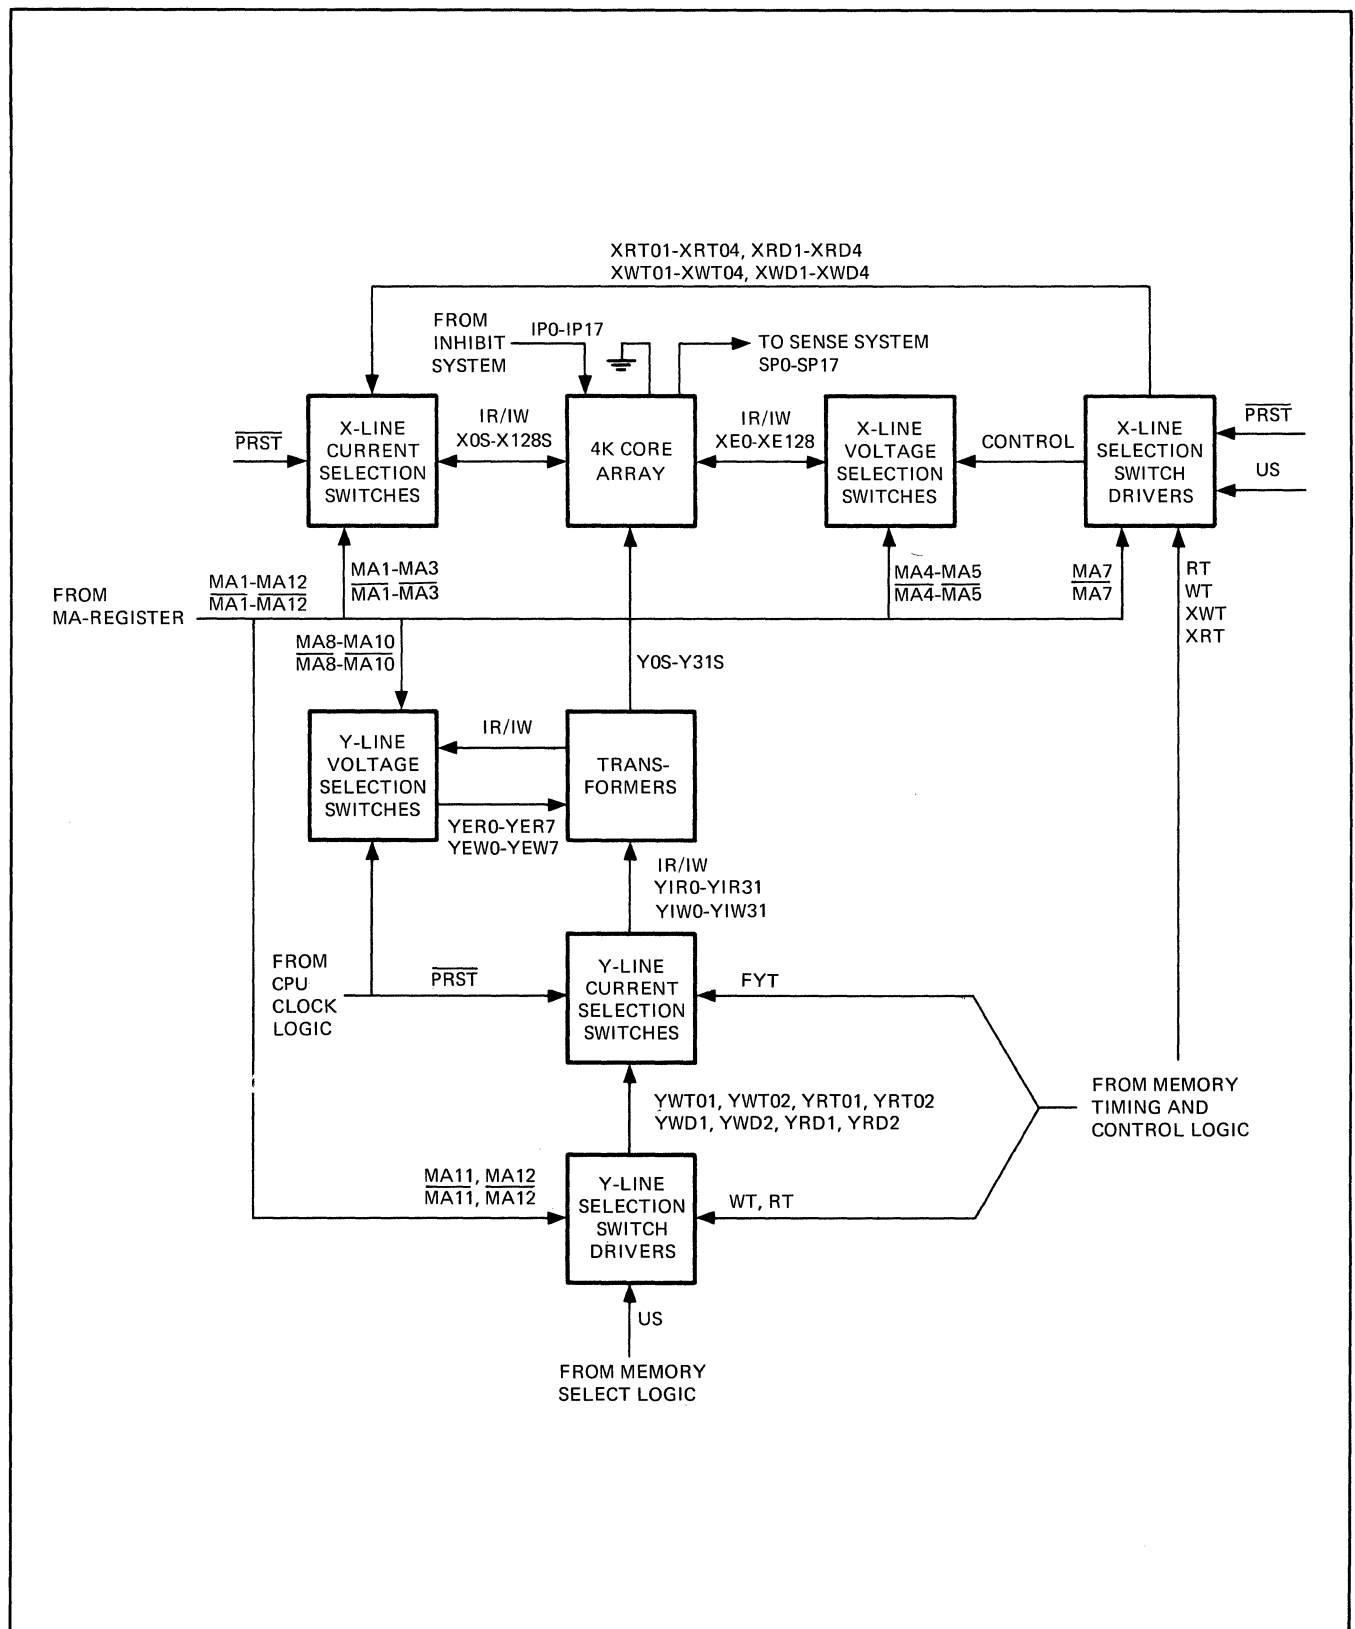 XRT01-XRT04, XRD1-XRD4
XWT01-XWT04, XWD1-XWD4
FROM
INHIBIT
SYSTEM
IP0-IP17
TO SENSE SYSTEM
SP0-SP17
PRST
X-LINE
CURRENT
SELECTION
SWITCHES
IR/IW
X0S-X128S
4K CORE
ARRAY
IR/IW
XE0-XE128
X-LINE
VOLTAGE
SELECTION
SWITCHES
CONTROL
X-LINE
SELECTION
SWITCH
DRIVERS
PRST
US
FROM
MA-REGISTER
MA1-MA12
MA1-MA12
MA1-MA3
MA1-MA3
MA4-MA5
MA4-MA5
MA7
MA7
RT
WT
XWT
XRT
MA8-MA10
MA8-MA10
Y0S-Y31S
Y-LINE
VOLTAGE
SELECTION
SWITCHES
IR/IW
YER0-YER7
YEW0-YEW7
TRANS-
FORMERS
IR/IW
YIR0-YIR31
YIW0-YIW31
FROM
CPU
CLOCK
LOGIC
PRST
Y-LINE
CURRENT
SELECTION
SWITCHES
FYT
YWT01, YWT02, YRT01, YRT02
YWD1, YWD2, YRD1, YRD2
FROM MEMORY
TIMING AND
CONTROL LOGIC
MA11, MA12
MA11, MA12
Y-LINE
SELECTION
SWITCH
DRIVERS
WT, RT
US
FROM MEMORY
SELECT LOGIC